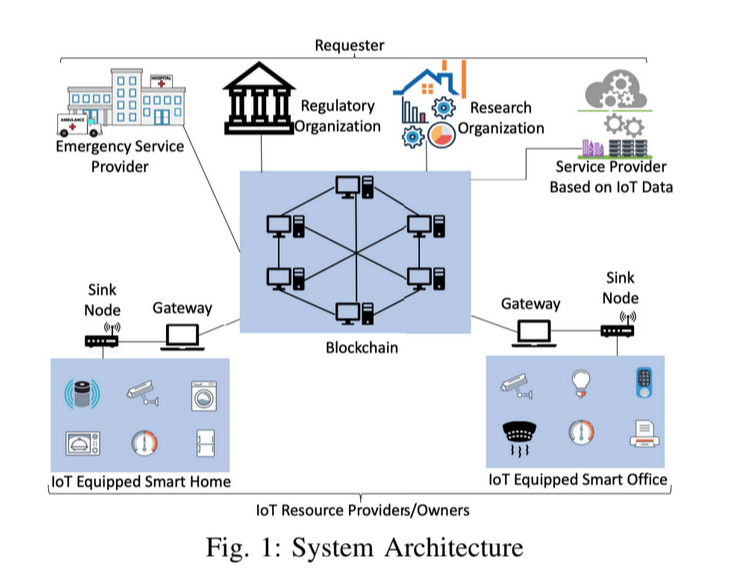 Requester
HOSPITAL
AMBULANCE
Emergency Service
Provider
Regulatory
Organization
Research
Organization
Service Provider
Based on IoT Data
Sink
Node
Gateway
Blockchain
Gateway
Sink
Node
IoT Equipped Smart Home
IoT Equipped Smart Office
IoT Resource Providers/Owners
Fig. 1: System Architecture